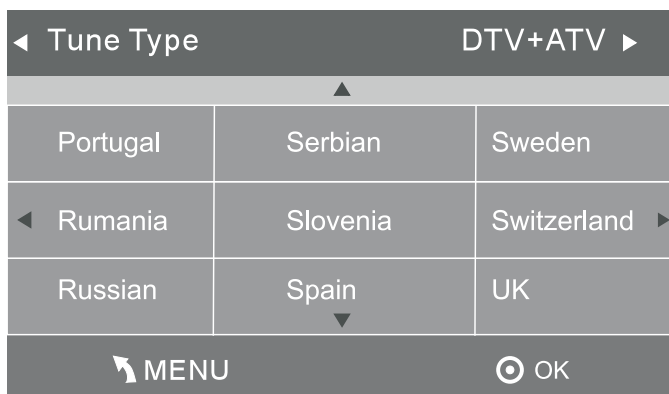 Tune Type DTV+ATV
Portugal Serbian Sweden
Rumania Slovenia Switzerland
Russian Spain UK
MENU OK